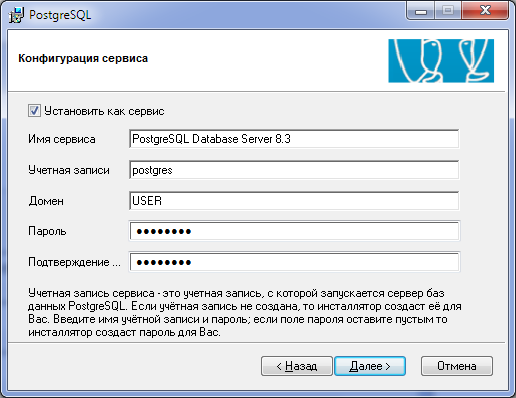 PostgreSQL
Конфигурация сервиса
Установить как сервис
Имя сервиса PostgreSQL Database Server 8.3
Учетная записи postgres
Домен USER
Пароль ●●●●●●●●
Подтверждение ... ●●●●●●●●
Учетная запись сервиса - это учетная запись, с которой запускается сервер баз
данных PostgreSQL. Если учётная запись не создана, то инсталлятор создаст её для
Вас. Введите имя учётной записи и пароль; если поле пароля оставите пустым то
инсталлятор создаст пароль для Вас.
< Назад Далее > Отмена